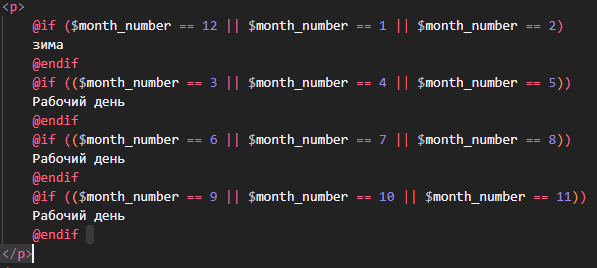 <p>
@if ($month_number == 12 || $month_number == 1 || $month_number == 2)
зима
@endif
@if (($month_number == 3 || $month_number == 4 || $month_number == 5))
Рабочий день
@endif
@if (($month_number == 6 || $month_number == 7 || $month_number == 8))
Рабочий день
@endif
@if (($month_number == 9 || $month_number == 10 || $month_number == 11))
Рабочий день
@endif
</p>